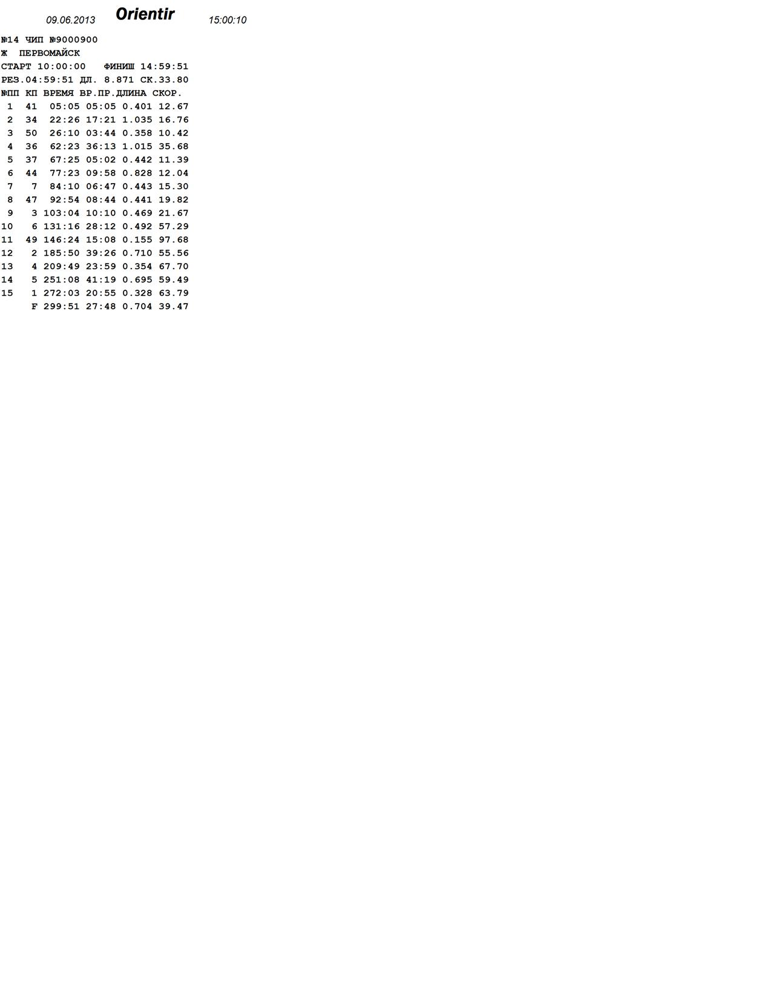 09.06.2013 Orientir 15:00:10
№14 ЧИП №9000900
Ж ПЕРВОМАЙСК
СТАРТ 10:00:00 ФИНИШ 14:59:51
РЕЗ.04:59:51 ДЛ. 8.871 СК.33.80
№ПП КП ВРЕМЯ ВР.ПР.ДЛИНА СКОР.
1 41 05:05 05:05 0.401 12.67
2 34 22:26 17:21 1.035 16.76
3 50 26:10 03:44 0.358 10.42
4 36 62:23 36:13 1.015 35.68
5 37 67:25 05:02 0.442 11.39
6 44 77:23 09:58 0.828 12.04
7 7 84:10 06:47 0.443 15.30
8 47 92:54 08:44 0.441 19.82
9 3 103:04 10:10 0.469 21.67
10 6 131:16 28:12 0.492 57.29
11 49 146:24 15:08 0.155 97.68
12 2 185:50 39:26 0.710 55.56
13 4 209:49 23:59 0.354 67.70
14 5 251:08 41:19 0.695 59.49
15 1 272:03 20:55 0.328 63.79
F 299:51 27:48 0.704 39.47